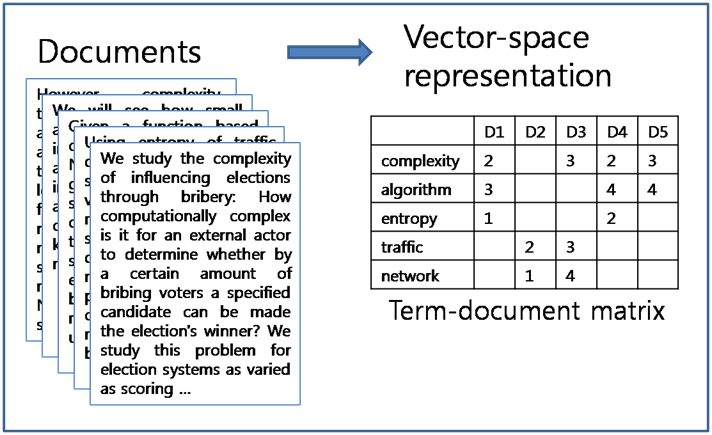 Documents
Vector-space
representation
However complexity
We will see how small
Given a function based
Using entropy of traffic
We study the complexity
of influencing elections
through bribery: How
computationally complex
is it for an external actor
to determine whether by
a certain amount of
bribing voters a specified
candidate can be made
the election's winner? We
study this problem for
election systems as varied
as scoring ...
D1 D2 D3 D4 D5
complexity 2 3 2 3
algorithm 3 4 4
entropy 1 2
traffic 2 3
network 1 4
Term-document matrix